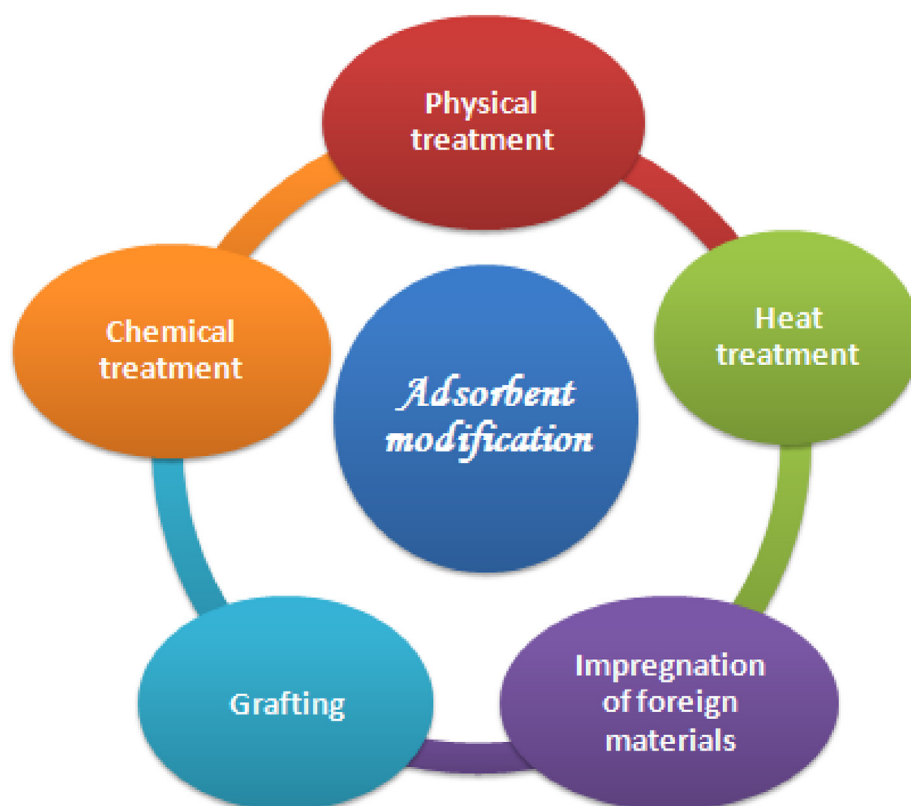 Physical
treatment
Heat
treatment
Impregnation
of foreign
materials
Grafting
Chemical
treatment
Adsorbent
modification